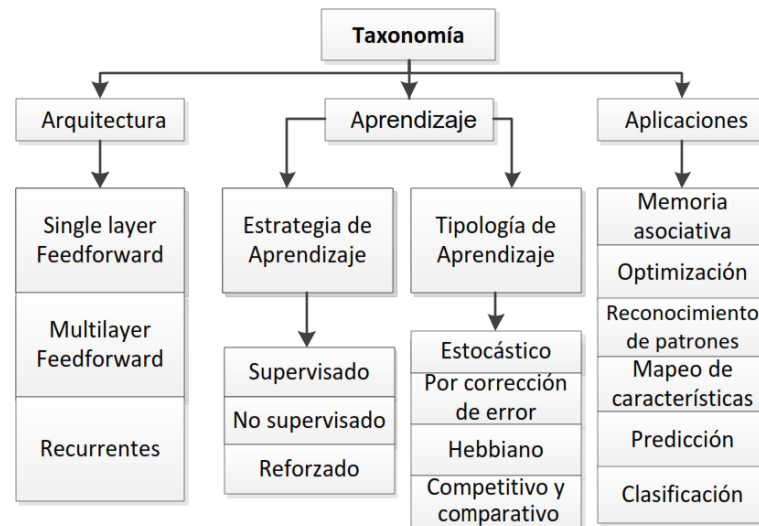 Taxonomía
Arquitectura
Aprendizaje
Aplicaciones
Single layer
Feedforward
Multilayer
Feedforward
Recurrentes
Estrategia de
Aprendizaje
Supervisado
No supervisado
Reforzado
Tipología de
Aprendizaje
Estocástico
Por corrección
de error
Hebbiano
Competitivo y
comparativo
Memoria
asociativa
Optimización
Reconocimiento
de patrones
Mapeo de
características
Predicción
Clasificación